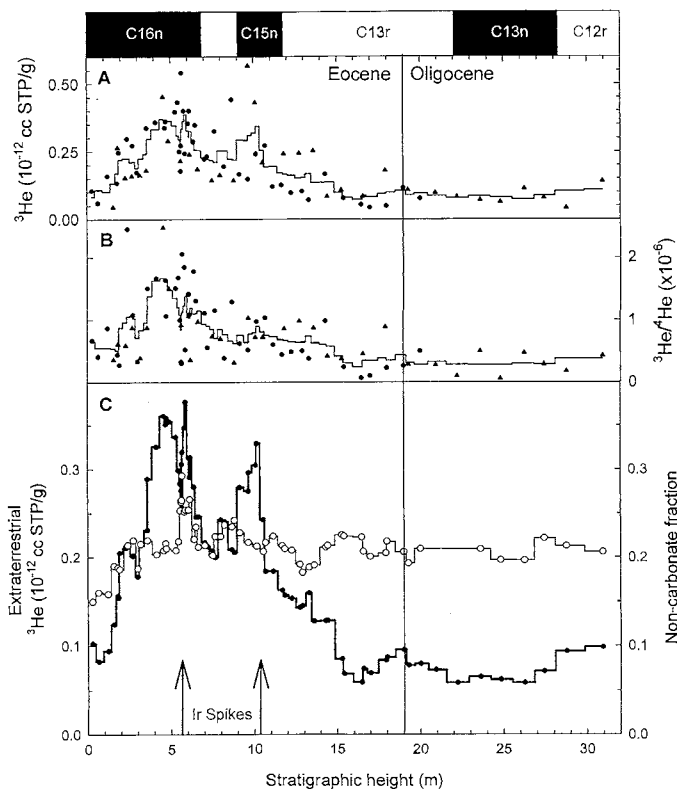 C16n C15n C13r C13n C12r
A Eocene Oligocene
0.50
0.25
0.00
³He (10⁻¹² cc STP/g)
B
2
1
0
³He/⁴He (x10⁻⁶)
C
0.3
0.2
0.1
0.0
Extraterrestrial
³He (10⁻¹² cc STP/g)
0.3
0.2
0.1
0.0
Non-carbonate fraction
Ir Spikes
0 5 10 15 20 25 30
Stratigraphic height (m)